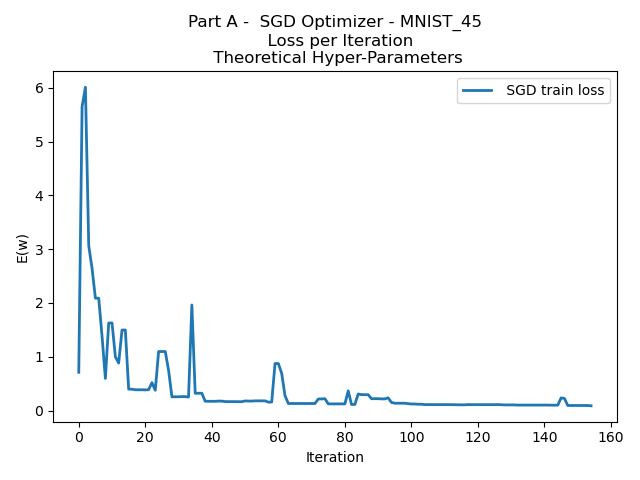 Part A -  SGD Optimizer - MNIST_45
Loss per Iteration
Theoretical Hyper-Parameters
SGD train loss
E(w)
6
5
4
3
2
1
0
0 20 40 60 80 100 120 140 160
Iteration